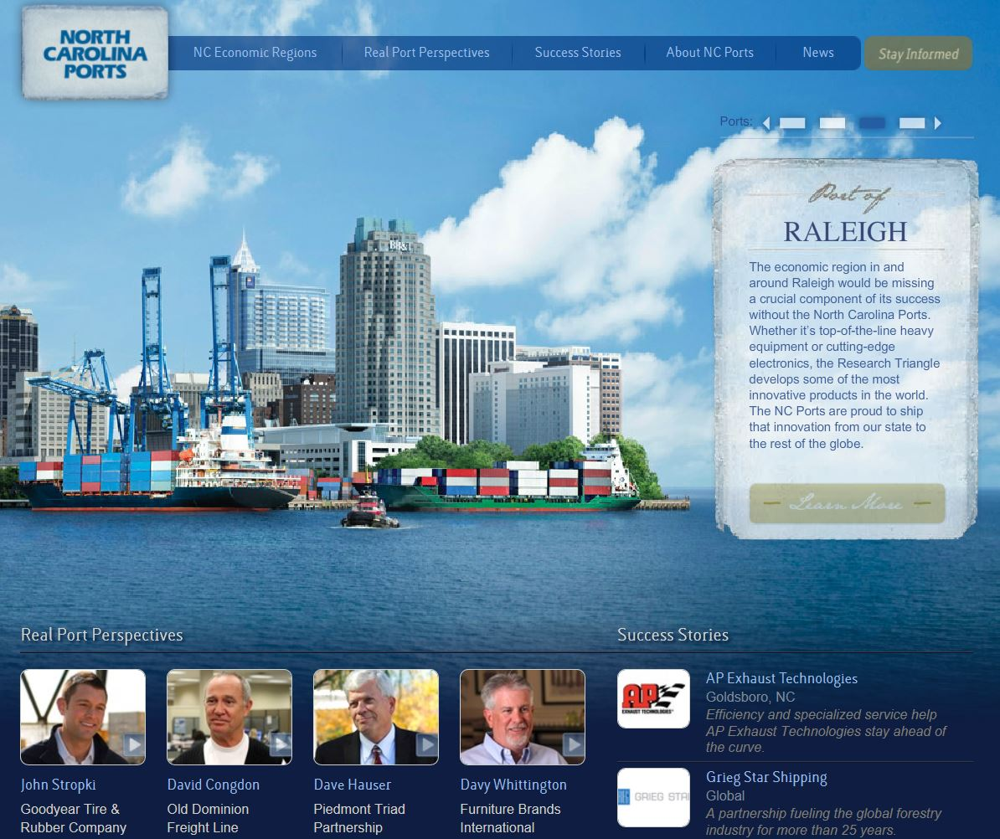 NORTH
CAROLINA
PORTS
NC Economic Regions
Real Port Perspectives
Success Stories
About NC Ports
News
Stay Informed
Ports:
BB&T
Port of
RALEIGH
The economic region in and
around Raleigh would be missing
a crucial component of its success
without the North Carolina Ports.
Whether it's top-of-the-line heavy
equipment or cutting-edge
electronics, the Research Triangle
develops some of the most
innovative products in the world.
The NC Ports are proud to ship
that innovation from our state to
the rest of the globe.
Learn More
Real Port Perspectives
John Stropki
Goodyear Tire &
Rubber Company
David Congdon
Old Dominion
Freight Line
Dave Hauser
Piedmont Triad
Partnership
Davy Whittington
Furniture Brands
International
Success Stories
AP
EXHAUST TECHNOLOGIES
AP Exhaust Technologies
Goldsboro, NC
Efficiency and specialized service help
AP Exhaust Technologies stay ahead of
the curve.
GRIEG STAR
Grieg Star Shipping
Global
A partnership fueling the global forestry
industry for more than 25 years.